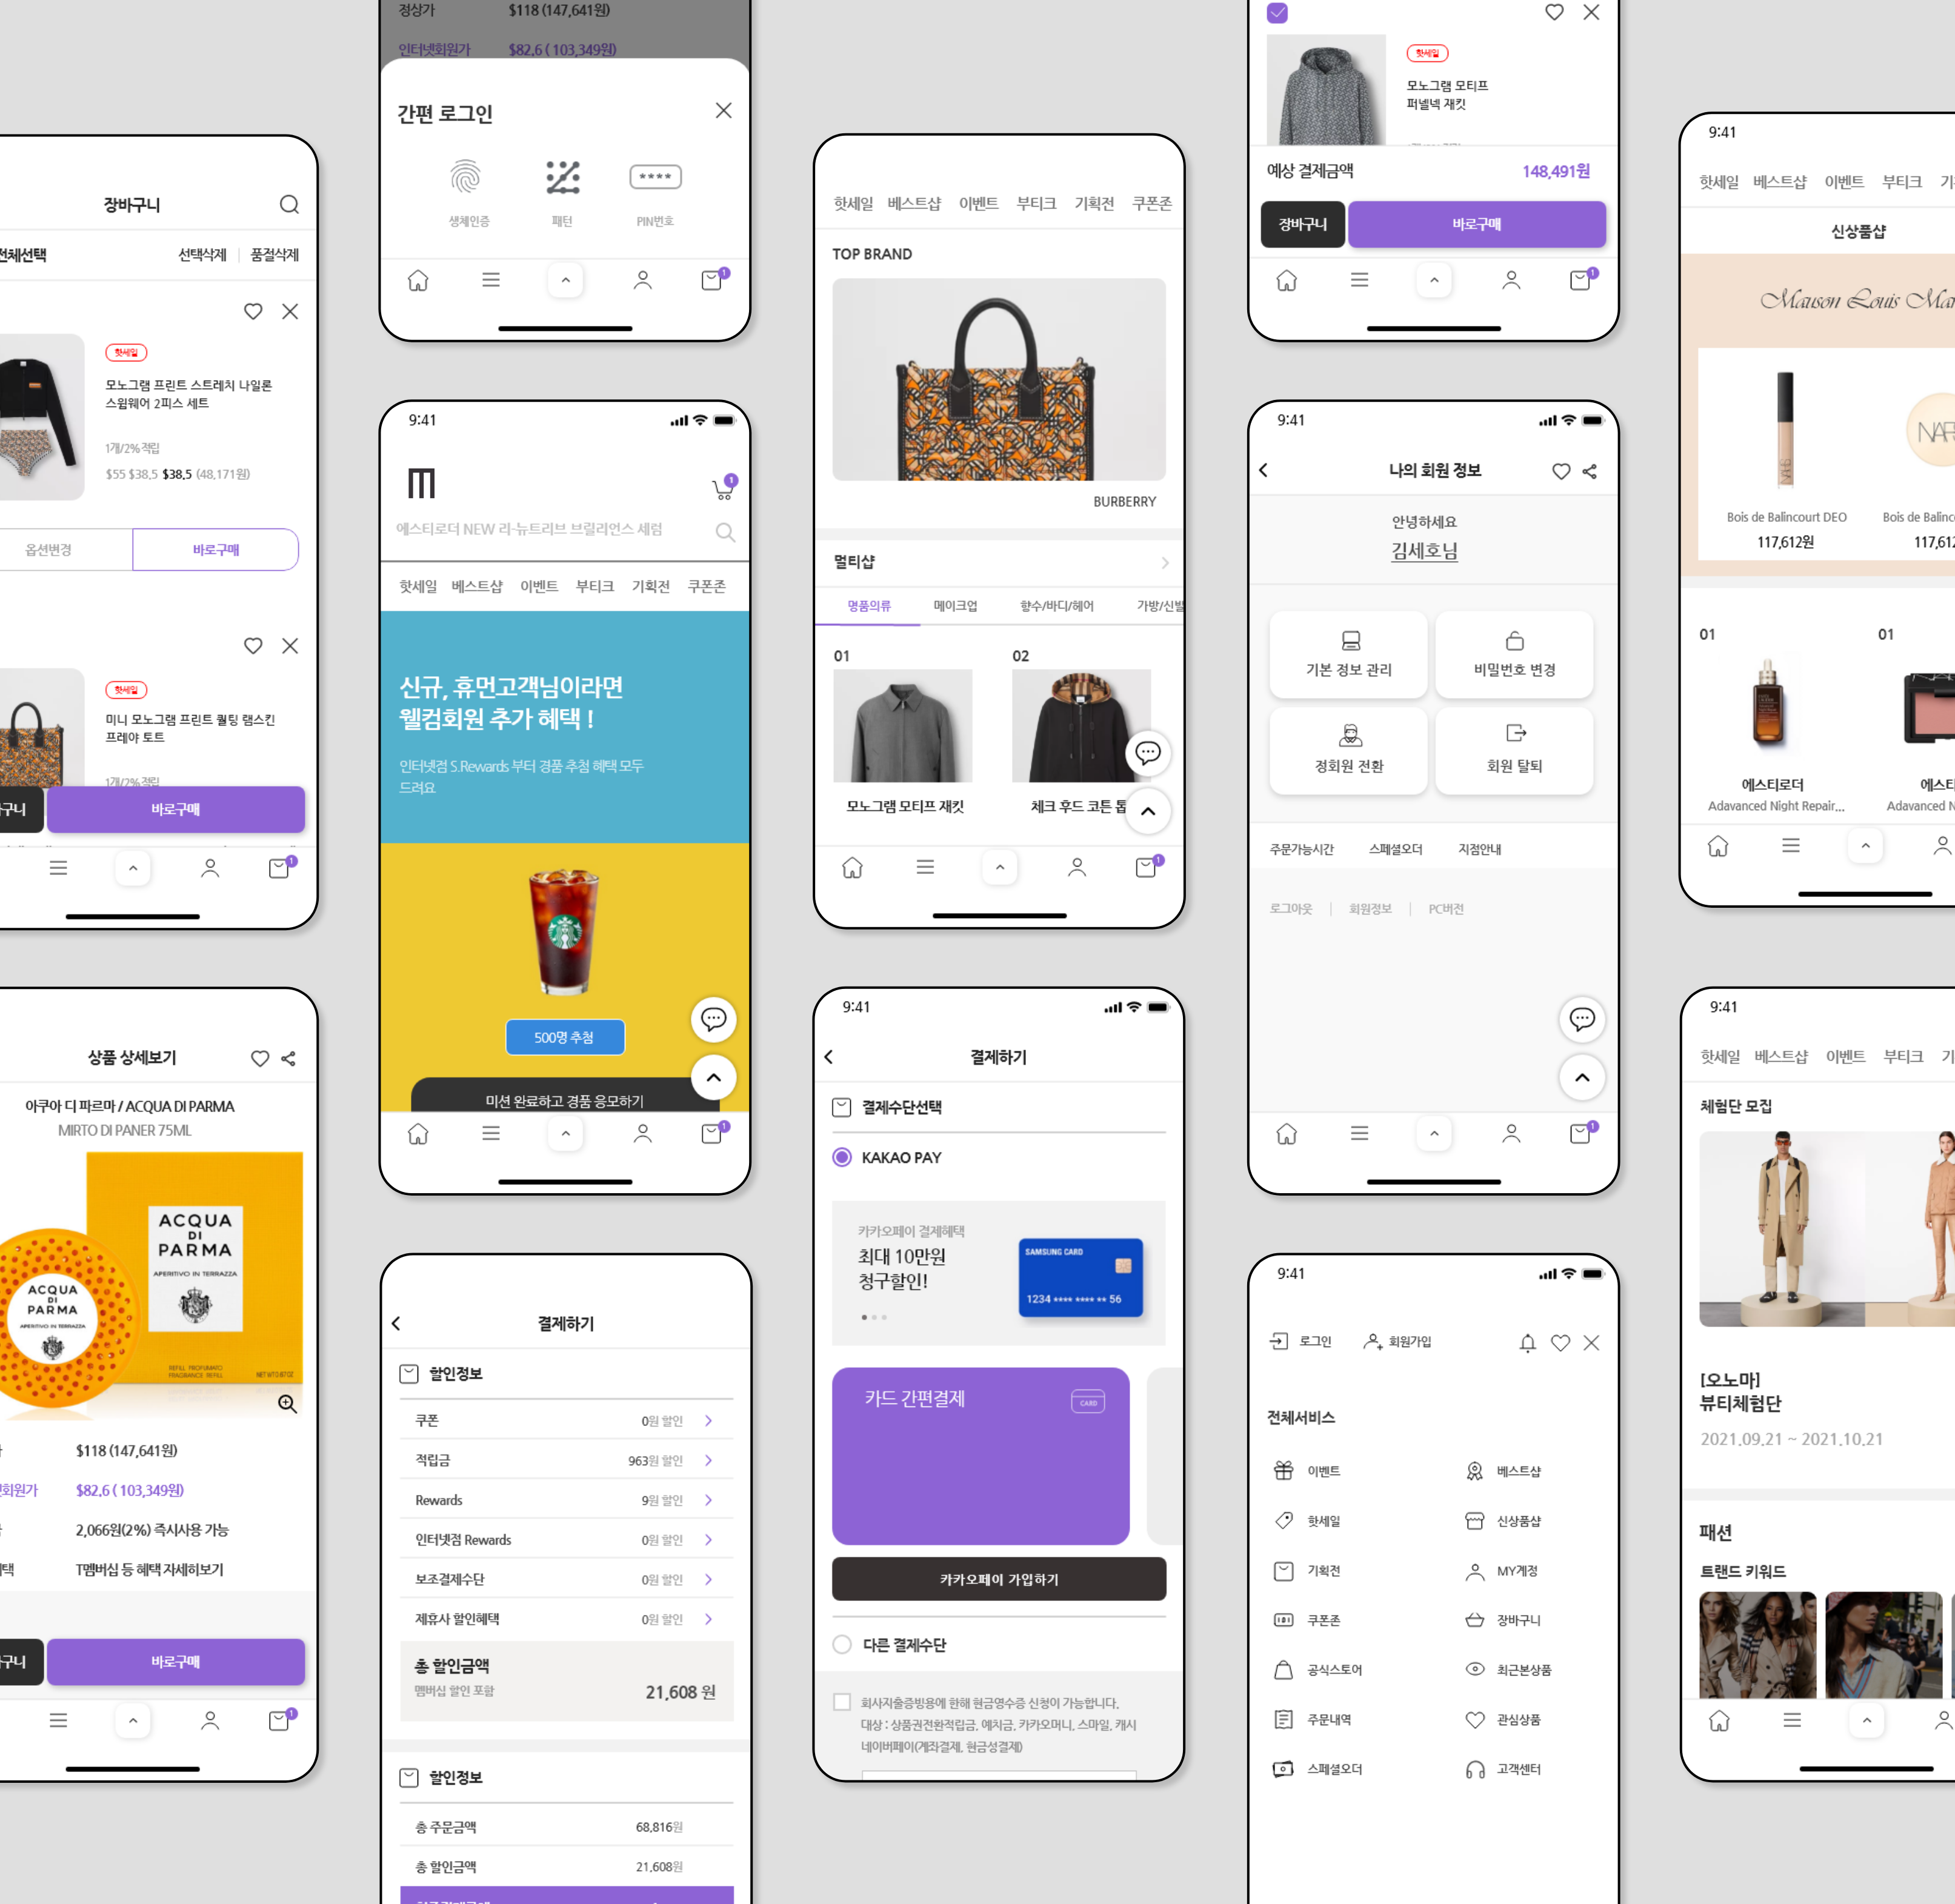 장바구니
전체선택
선택삭제
품절삭제
핫세일
모노그램 프린트 스트레치 나일론
스윔웨어 2피스 세트
1개/2% 적립
$55 $38.5 $38.5 (48,171원)
옵션변경
바로구매
핫세일
미니 모노그램 프린트 퀼팅 램스킨
프레야 토트
1개/2% 적립
바로구매
1
상품 상세보기
아쿠아 디 파르마 / ACQUA DI PARMA
MIRTO DI PANER 75ML
ACQUA
DI
PARMA
APERITIVO IN TERRAZZA
ACQUA
DI
PARMA
APERITIVO IN TERRAZZA
$118 (147,641원)
$82.6 ( 103,349원)
2,066원(2%) 즉시사용 가능
T멤버십 등 혜택 자세히보기
바로구매
1
정상가
$118 (147,641원)
인터넷회원가
$82.6 ( 103,349원)
간편 로그인
****
생체인증
패턴
PIN번호
1
9:41
m
1
에스티로더 NEW 리-뉴트리브 브릴리언스 세럼
핫세일 베스트샵 이벤트 부티크 기획전 쿠폰존
신규, 휴먼고객님이라면
웰컴회원 추가 혜택 !
인터넷점 S.Rewards 부터 경품 추첨 혜택 모두
드려요
500명 추첨
미션 완료하고 경품 응모하기
1
결제하기
할인정보
쿠폰 0원 할인
적립금 963원 할인
Rewards 9원 할인
인터넷점 Rewards 0원 할인
보조결제수단 0원 할인
제휴사 할인혜택 0원 할인
총 할인금액
멤버십 할인 포함
21,608 원
할인정보
총 주문금액 68,816원
총 할인금액 21,608원
핫세일 베스트샵 이벤트 부티크 기획전 쿠폰존
TOP BRAND
BURBERRY
멀티샵
명품의류 메이크업 향수/바디/헤어 가방/신발
01
02
모노그램 모티프 재킷
체크 후드 코튼 톱
1
9:41
결제하기
결제수단선택
KAKAO PAY
카카오페이 결제혜택
최대 10만원
청구할인!
SAMSUNG CARD
1234 **** **** ** 56
카드 간편결제
CARD
카카오페이 가입하기
다른 결제수단
회사지출증빙용에 한해 현금영수증 신청이 가능합니다.
대상 : 상품권전환적립금, 예치금, 카카오머니, 스마일, 캐시
네이버페이(계좌결제, 현금성결제)
핫세일
모노그램 모티프
퍼넬넥 재킷
예상 결제금액
148,491원
장바구니
바로구매
1
9:41
나의 회원 정보
안녕하세요
김세호님
기본 정보 관리
비밀번호 변경
정회원 전환
회원 탈퇴
주문가능시간 스페셜오더 지점안내
로그아웃 회원정보 PC버전
1
9:41
로그인
회원가입
전체서비스
이벤트
베스트샵
핫세일
신상품샵
기획전
MY계정
쿠폰존
장바구니
공식스토어
최근본상품
주문내역
관심상품
스페셜오더
고객센터
9:41
핫세일 베스트샵 이벤트 부티크
신상품샵
Maison Louis
NARS
Bois de Balincourt DEO
117,612원
01
01
에스티로더
Adavanced Night Repair...
9:41
핫세일 베스트샵 이벤트 부티크
체험단 모집
[오노마]
뷰티체험단
2021.09.21 ~ 2021.10.21
패션
트랜드 키워드